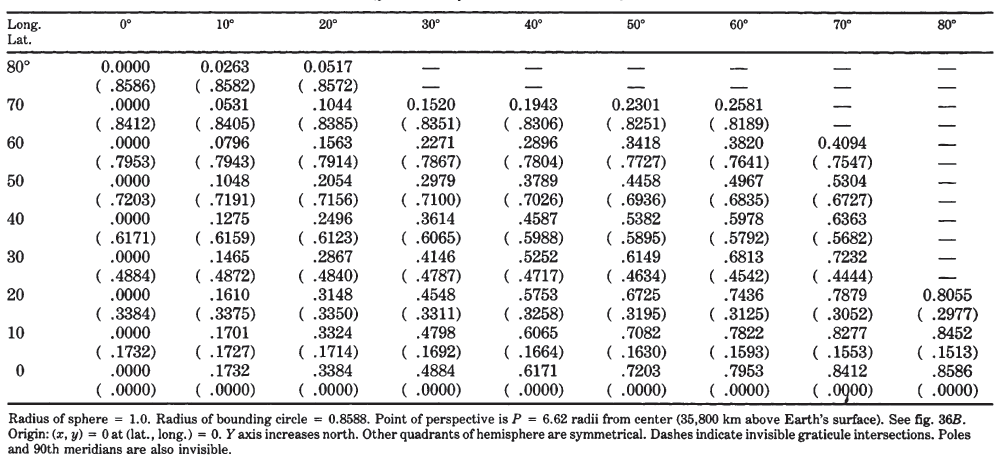 Long. 0° 10° 20° 30° 40° 50° 60° 70° 80°
Lat.
80° 0.0000 0.0263 0.0517 — — — — — —
( .8586) ( .8582) ( .8572) — — — — — —
70 .0000 .0531 .1044 0.1520 0.1943 0.2301 0.2581 — —
( .8412) ( .8405) ( .8385) ( .8351) ( .8306) ( .8251) ( .8189) — —
60 .0000 .0796 .1563 .2271 .2896 .3418 .3820 0.4094 —
( .7953) ( .7943) ( .7914) ( .7867) ( .7804) ( .7727) ( .7641) ( .7547) —
50 .0000 .1048 .2054 .2979 .3789 .4458 .4967 .5304 —
( .7203) ( .7191) ( .7156) ( .7100) ( .7026) ( .6936) ( .6835) ( .6727) —
40 .0000 .1275 .2496 .3614 .4587 .5382 .5978 .6363 —
( .6171) ( .6159) ( .6123) ( .6065) ( .5988) ( .5895) ( .5792) ( .5682) —
30 .0000 .1465 .2867 .4146 .5252 .6149 .6813 .7232 —
( .4884) ( .4872) ( .4840) ( .4787) ( .4717) ( .4634) ( .4542) ( .4444) —
20 .0000 .1610 .3148 .4548 .5753 .6725 .7436 .7879 0.8055
( .3384) ( .3375) ( .3350) ( .3311) ( .3258) ( .3195) ( .3125) ( .3052) ( .2977)
10 .0000 .1701 .3324 .4798 .6065 .7082 .7822 .8277 .8452
( .1732) ( .1727) ( .1714) ( .1692) ( .1664) ( .1630) ( .1593) ( .1553) ( .1513)
0 .0000 .1732 .3384 .4884 .6171 .7203 .7953 .8412 .8586
( .0000) ( .0000) ( .0000) ( .0000) ( .0000) ( .0000) ( .0000) ( .0000) ( .0000)
Radius of sphere = 1.0. Radius of bounding circle = 0.8588. Point of perspective is P = 6.62 radii from center (35,800 km above Earth's surface). See fig. 36B.
Origin: (x, y) = 0 at (lat., long.) = 0. Y axis increases north. Other quadrants of hemisphere are symmetrical. Dashes indicate invisible graticule intersections. Poles
and 90th meridians are also invisible.